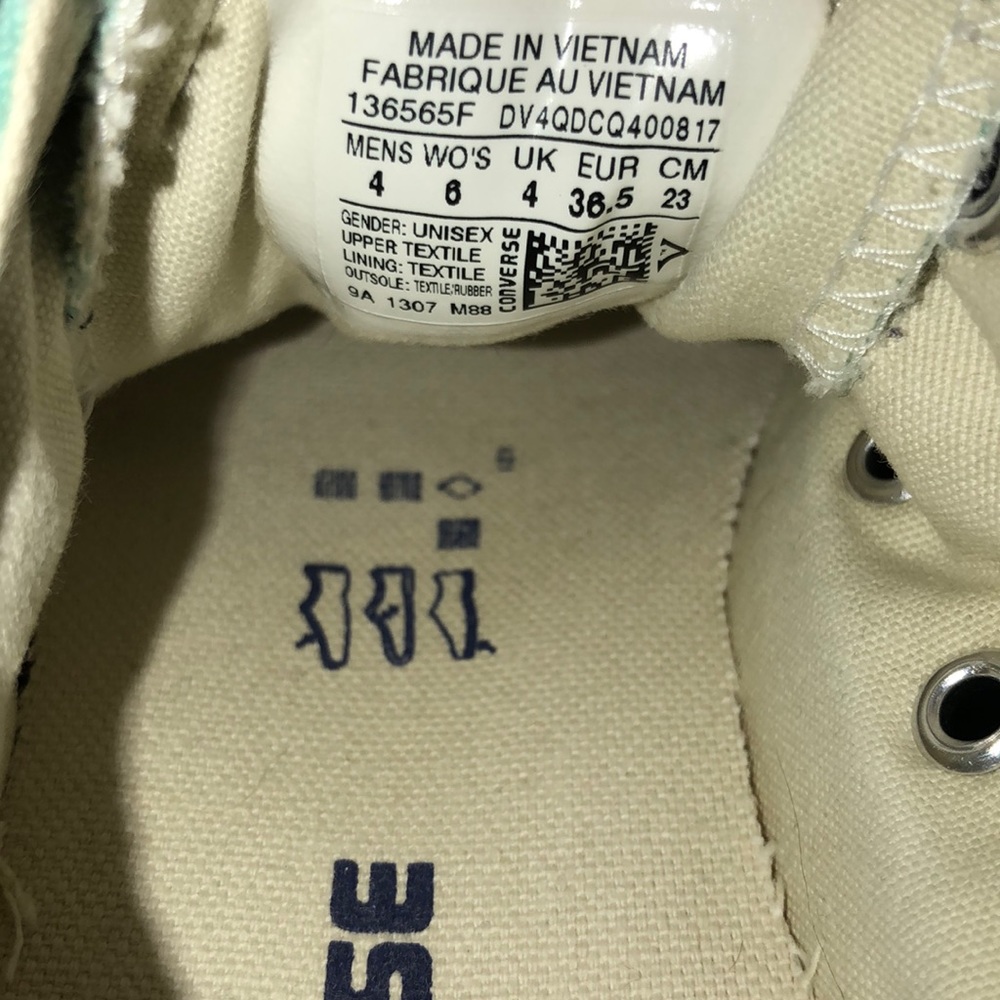 MADE IN VIETNAM
FABRIQUE AU VIETNAM
136565F DV4QDCQ400817
MENS WO'S UK EUR CM
4 6 4 36.5 23
GENDER: UNISEX
UPPER TEXTILE
LINING: TEXTILE
OUTSOLE: TEXTILE/RUBBER
9A 1307 M88
CONVERSE
SE